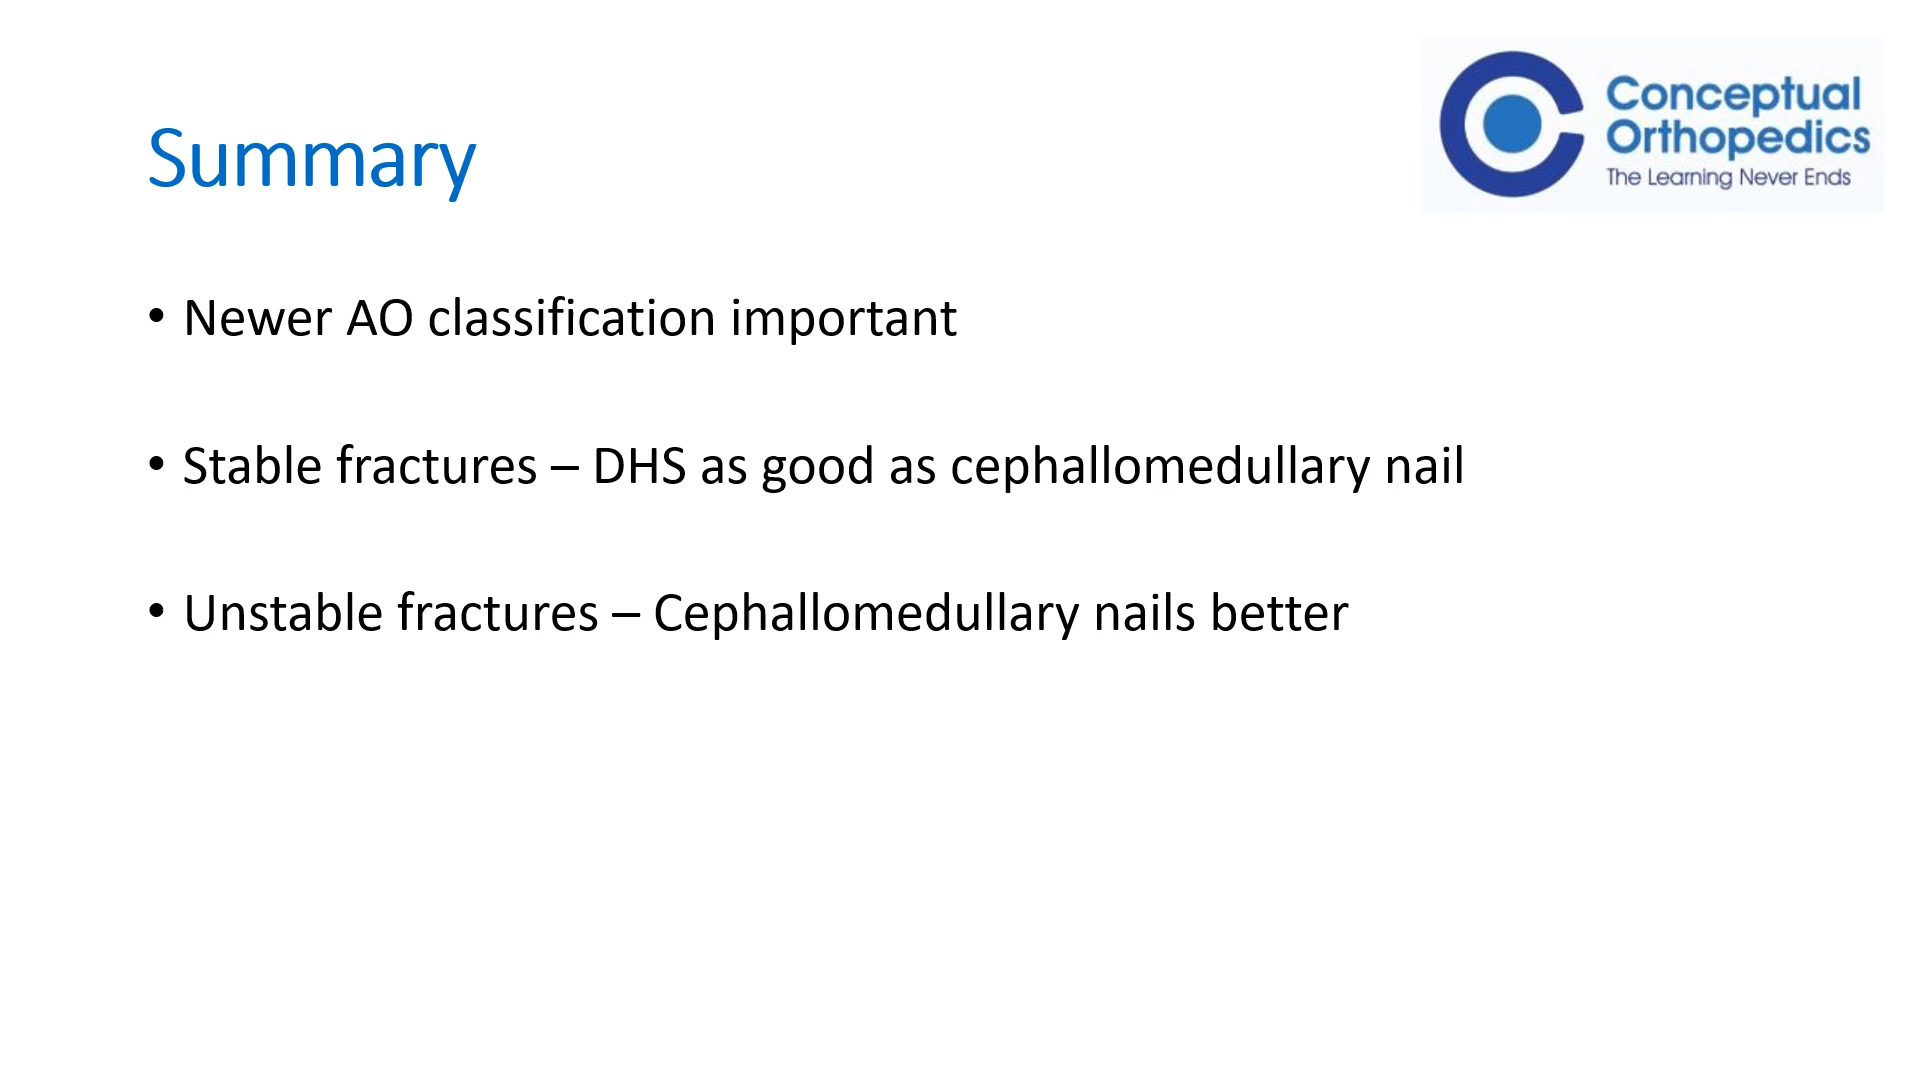 Conceptual
Orthopedics
The Learning Never Ends
Summary
• Newer AO classification important
• Stable fractures – DHS as good as cephallomedullary nail
• Unstable fractures – Cephallomedullary nails better